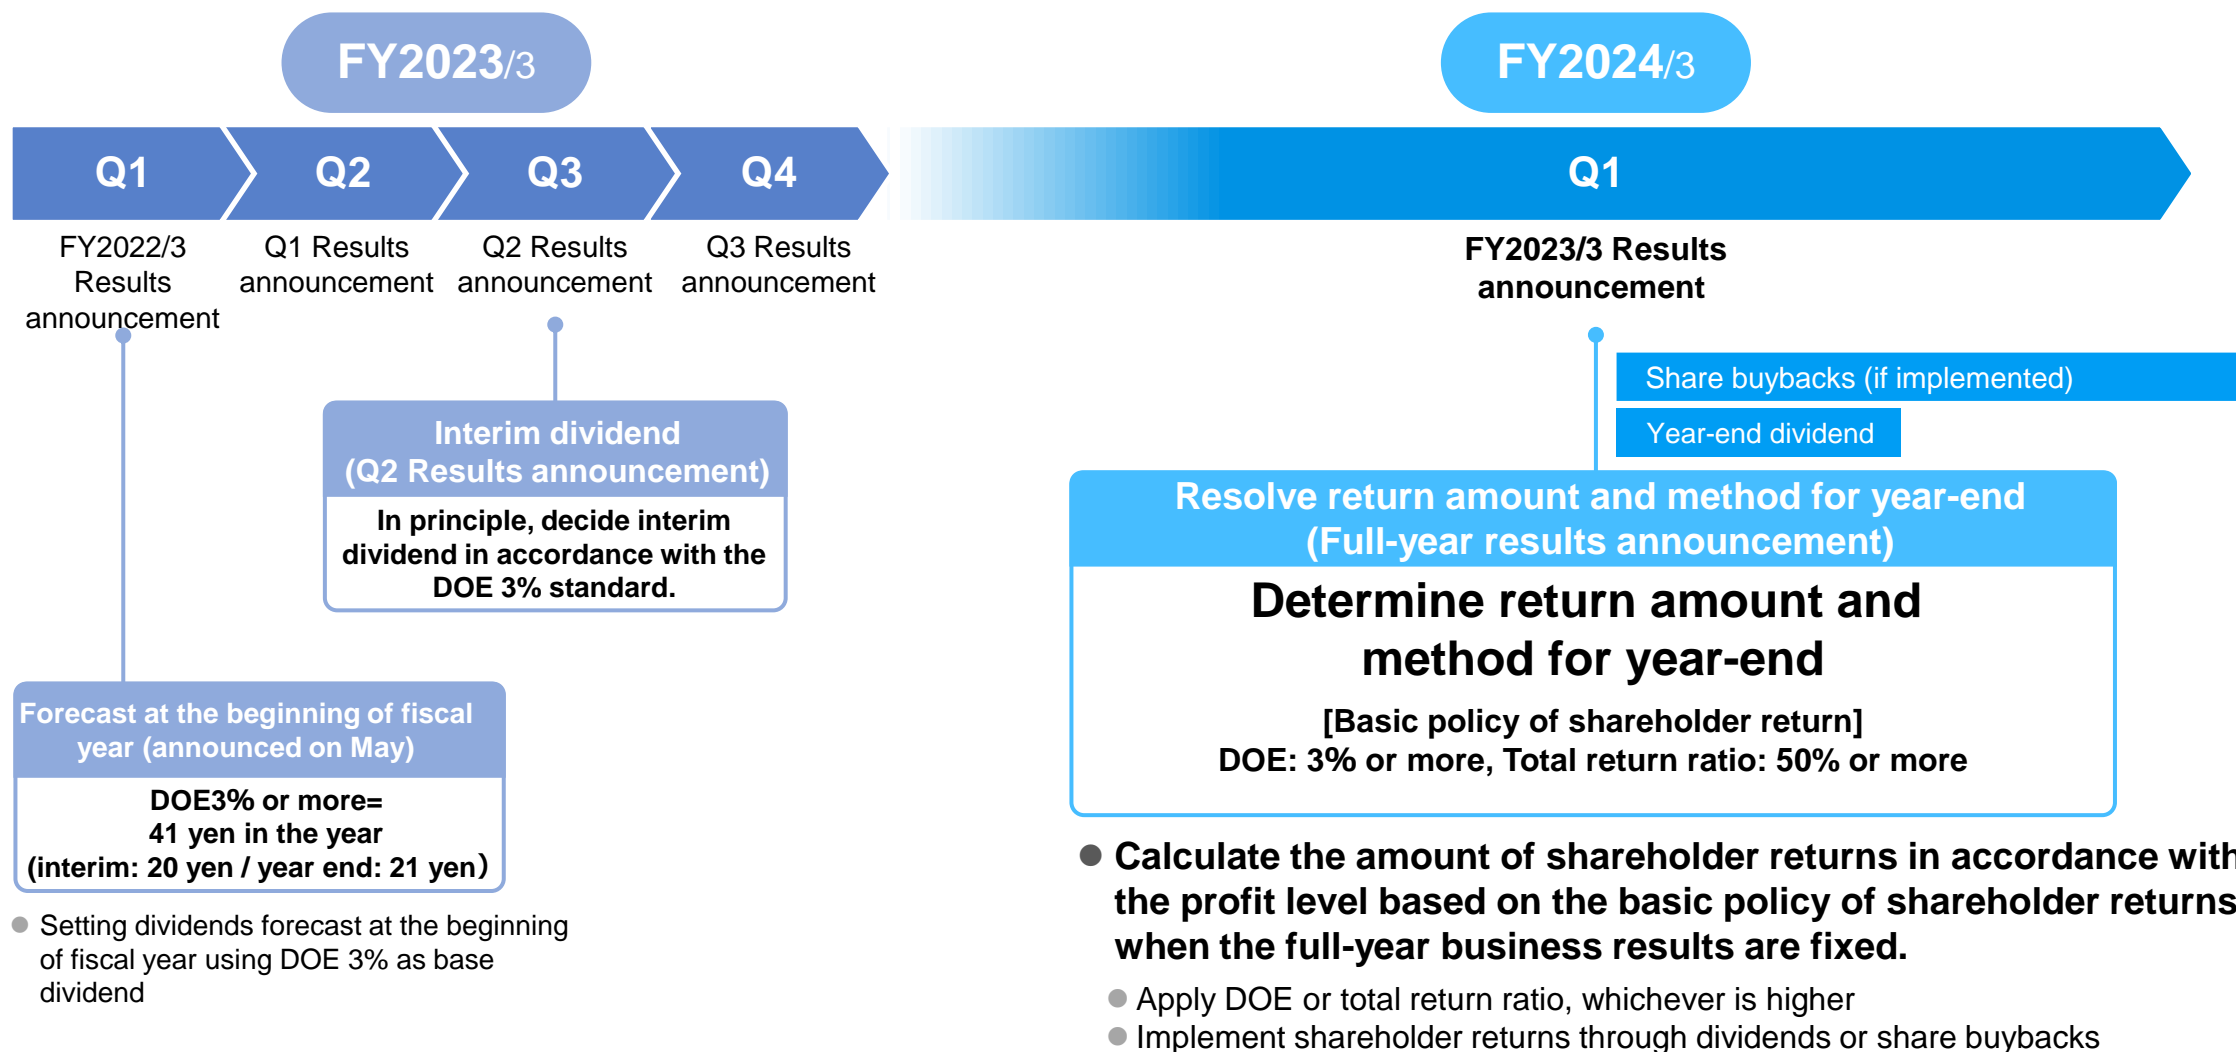 FY2023/3
FY2024/3
Q1
Q2
Q3
Q4
Q1
FY2022/3
Results
announcement
Q1 Results
announcement
Q2 Results
announcement
Q3 Results
announcement
FY2023/3 Results
announcement
Share buybacks (if implemented)
Year-end dividend
Interim dividend
(Q2 Results announcement)
In principle, decide interim
dividend in accordance with the
DOE 3% standard.
Resolve return amount and method for year-end
(Full-year results announcement)
Determine return amount and
method for year-end
[Basic policy of shareholder return]
DOE: 3% or more, Total return ratio: 50% or more
Forecast at the beginning of fiscal
year (announced on May)
DOE3% or more=
41 yen in the year
(interim: 20 yen / year end: 21 yen）
● Setting dividends forecast at the beginning
of fiscal year using DOE 3% as base
dividend
● Calculate the amount of shareholder returns in accordance with
the profit level based on the basic policy of shareholder returns
when the full-year business results are fixed.
● Apply DOE or total return ratio, whichever is higher
● Implement shareholder returns through dividends or share buybacks